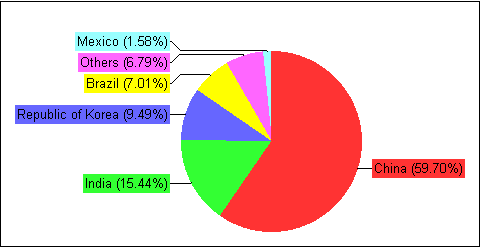 Mexico (1.58%)
Others (6.79%)
Brazil (7.01%)
Republic of Korea (9.49%)
China (59.70%)
India (15.44%)